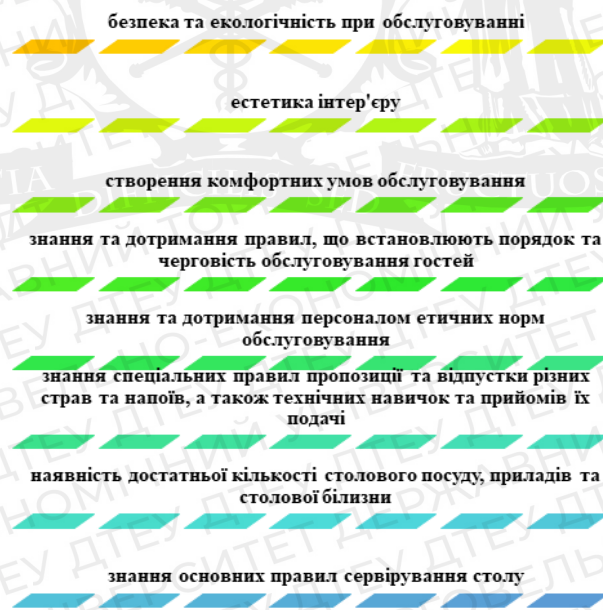 безпека та екологічність при обслуговуванні
естетика інтер'єру
створення комфортних умов обслуговування
знання та дотримання правил, що встановлюють порядок та
черговість обслуговування гостей
знання та дотримання персоналом етичних норм
обслуговування
знання спеціальних правил пропозиції та відпустки різних
страв та напоїв, а також технічних навичок та прийомів їх
подачі
наявність достатньої кількості столового посуду, приладів та
столової білизни
знання основних правил сервірування столу